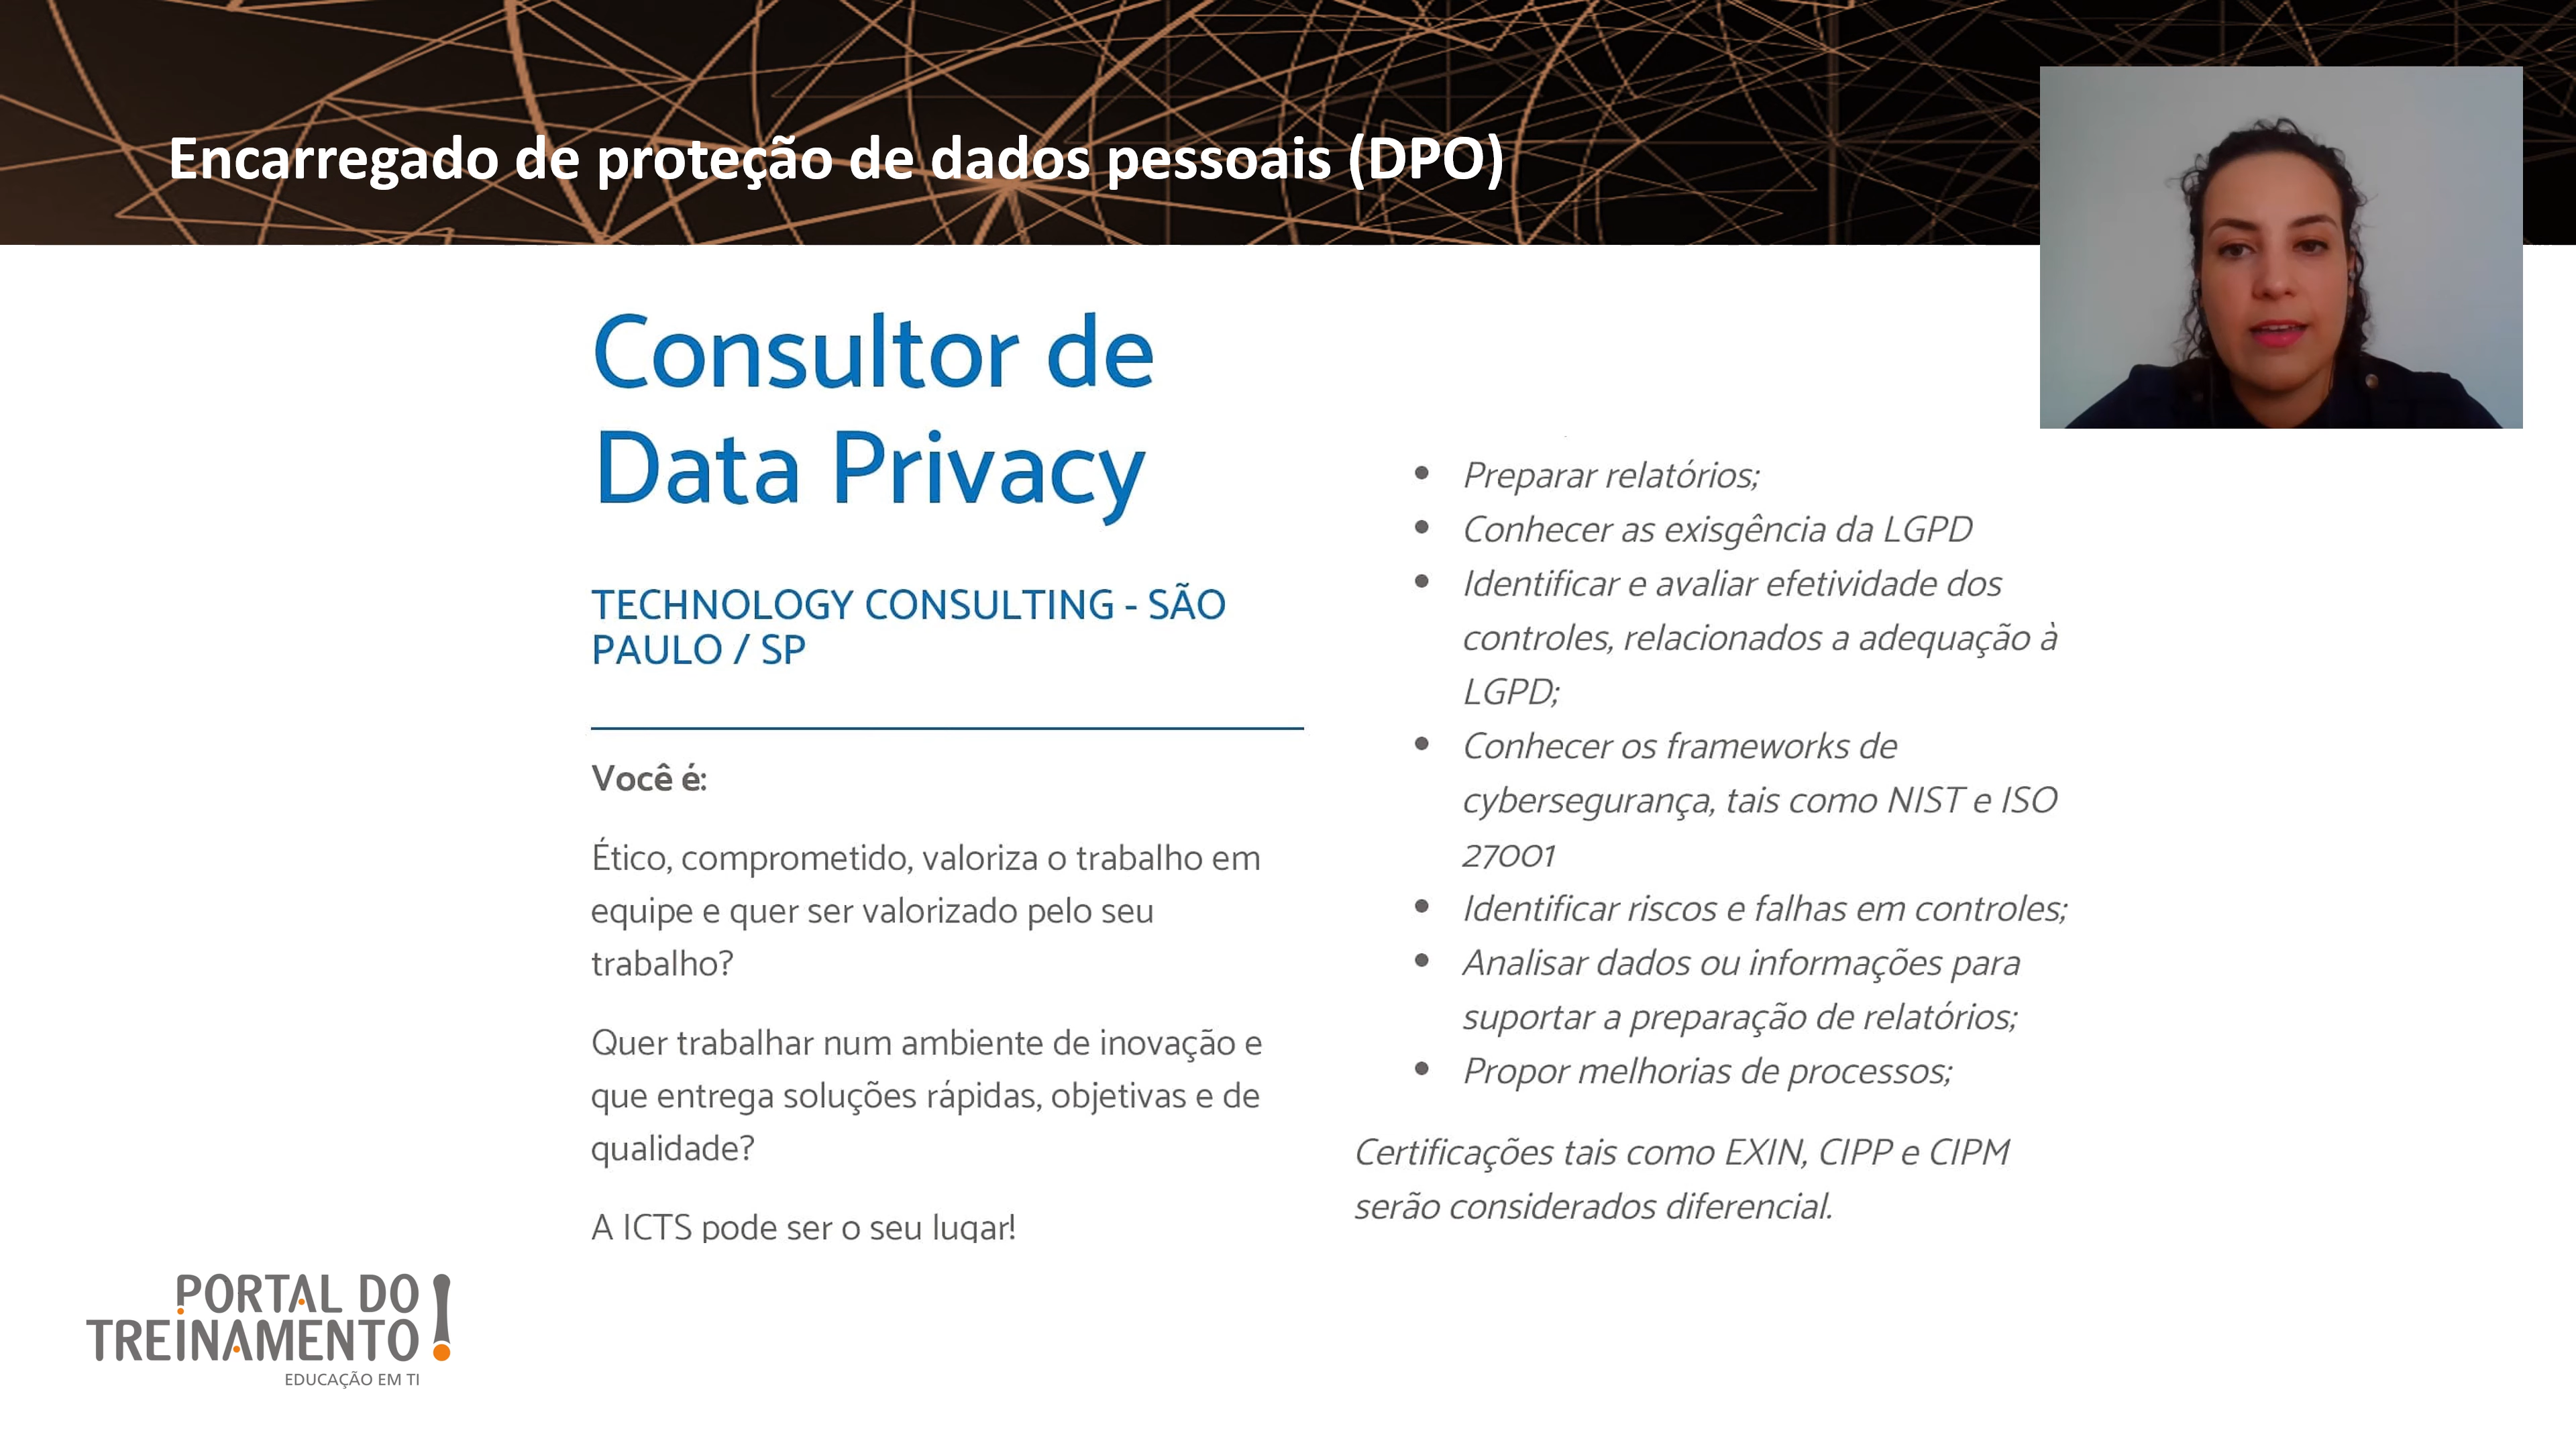 Encarregado de proteção de dados pessoais (DPO)
Consultor de
Data Privacy
TECHNOLOGY CONSULTING - SÃO
PAULO / SP
Você é:
Ético, comprometido, valoriza o trabalho em
equipe e quer ser valorizado pelo seu
trabalho?
Quer trabalhar num ambiente de inovação e
que entrega soluções rápidas, objetivas e de
qualidade?
A ICTS pode ser o seu lugar!
• Preparar relatórios;
• Conhecer as exisgência da LGPD
• Identificar e avaliar efetividade dos
controles, relacionados a adequação à
LGPD;
• Conhecer os frameworks de
cybersegurança, tais como NIST e ISO
27001
• Identificar riscos e falhas em controles;
• Analisar dados ou informações para
suportar a preparação de relatórios;
• Propor melhorias de processos;
Certificações tais como EXIN, CIPP e CIPM
serão considerados diferencial.
PORTAL DO
TREINAMENTO!
EDUCAÇÃO EM TI